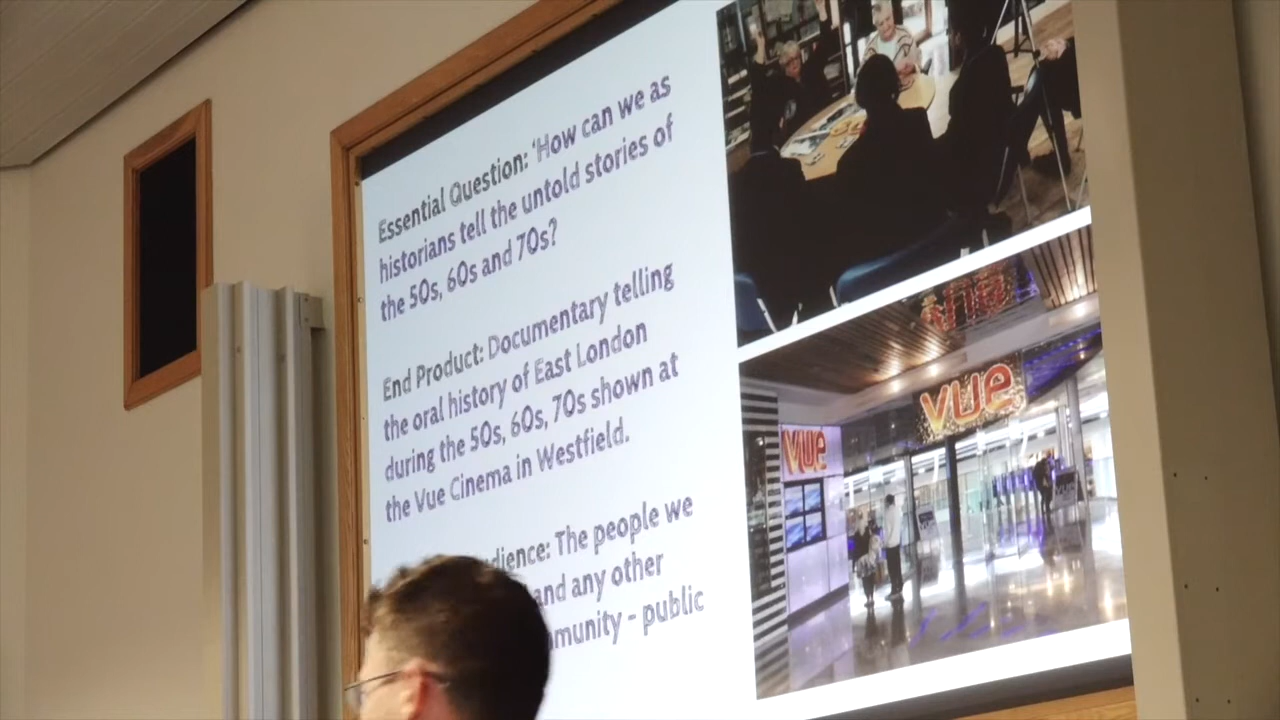 Essential Question: 'How can we as
historians tell the untold stories of
the 50s, 60s and 70s?
End Product: Documentary telling
the oral history of East London
during the 50s, 60s, 70s shown at
the Vue Cinema in Westfield.
The people we
and any other
- public
vue
vue